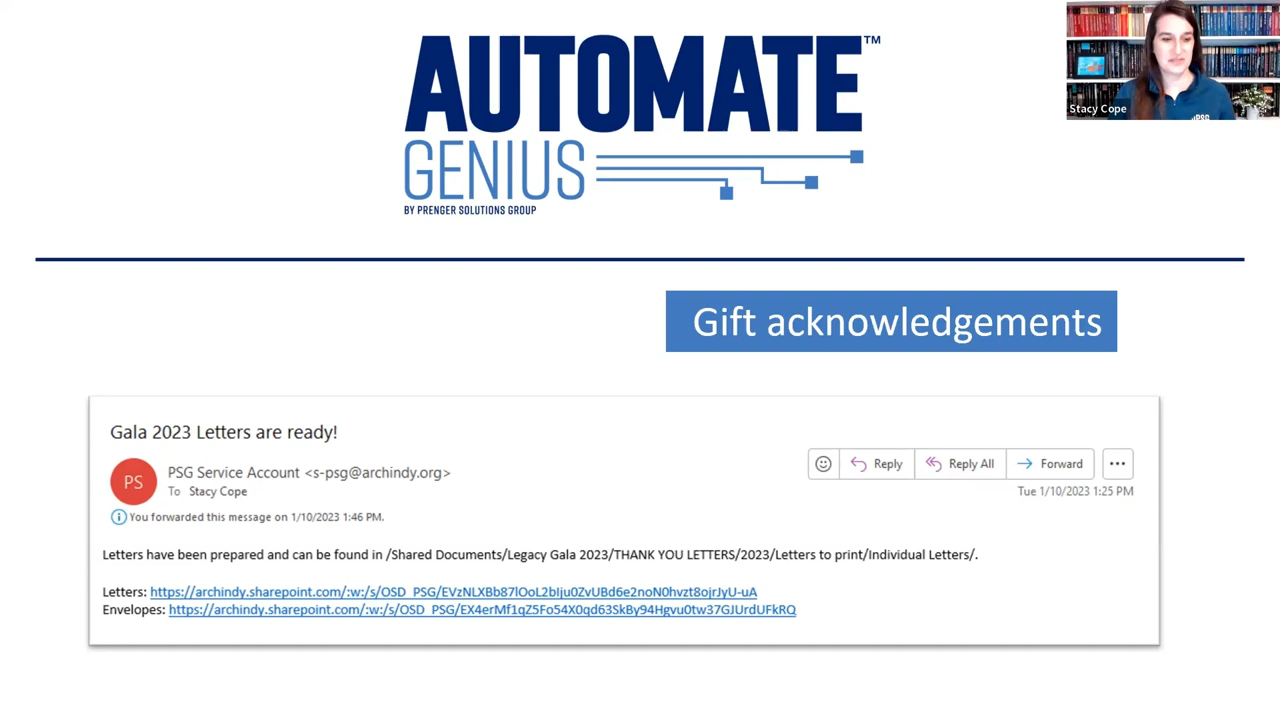 AUTOMATE™
GENIUS
BY PRENGER SOLUTIONS GROUP
Stacy Cope
Gift acknowledgements
Gala 2023 Letters are ready!
PS
PSG Service Account <s-psg@archindy.org>
To Stacy Cope
Reply
Reply All
Forward
Tue 1/10/2023 1:25 PM
You forwarded this message on 1/10/2023 1:46 PM.
Letters have been prepared and can be found in /Shared Documents/Legacy Gala 2023/THANK YOU LETTERS/2023/Letters to print/Individual Letters/.
Letters: https://archindy.sharepoint.com/:w:/s/OSD_PSG/EVzNLXBb87lOoL2bIju0ZvUBd6e2noN0hvzt8ojrJyU-uA
Envelopes: https://archindy.sharepoint.com/:w:/s/OSD_PSG/EX4erMf1qZ5Fo54X0qd63SkBy94Hgvu0tw37GJUrdUFkRQ